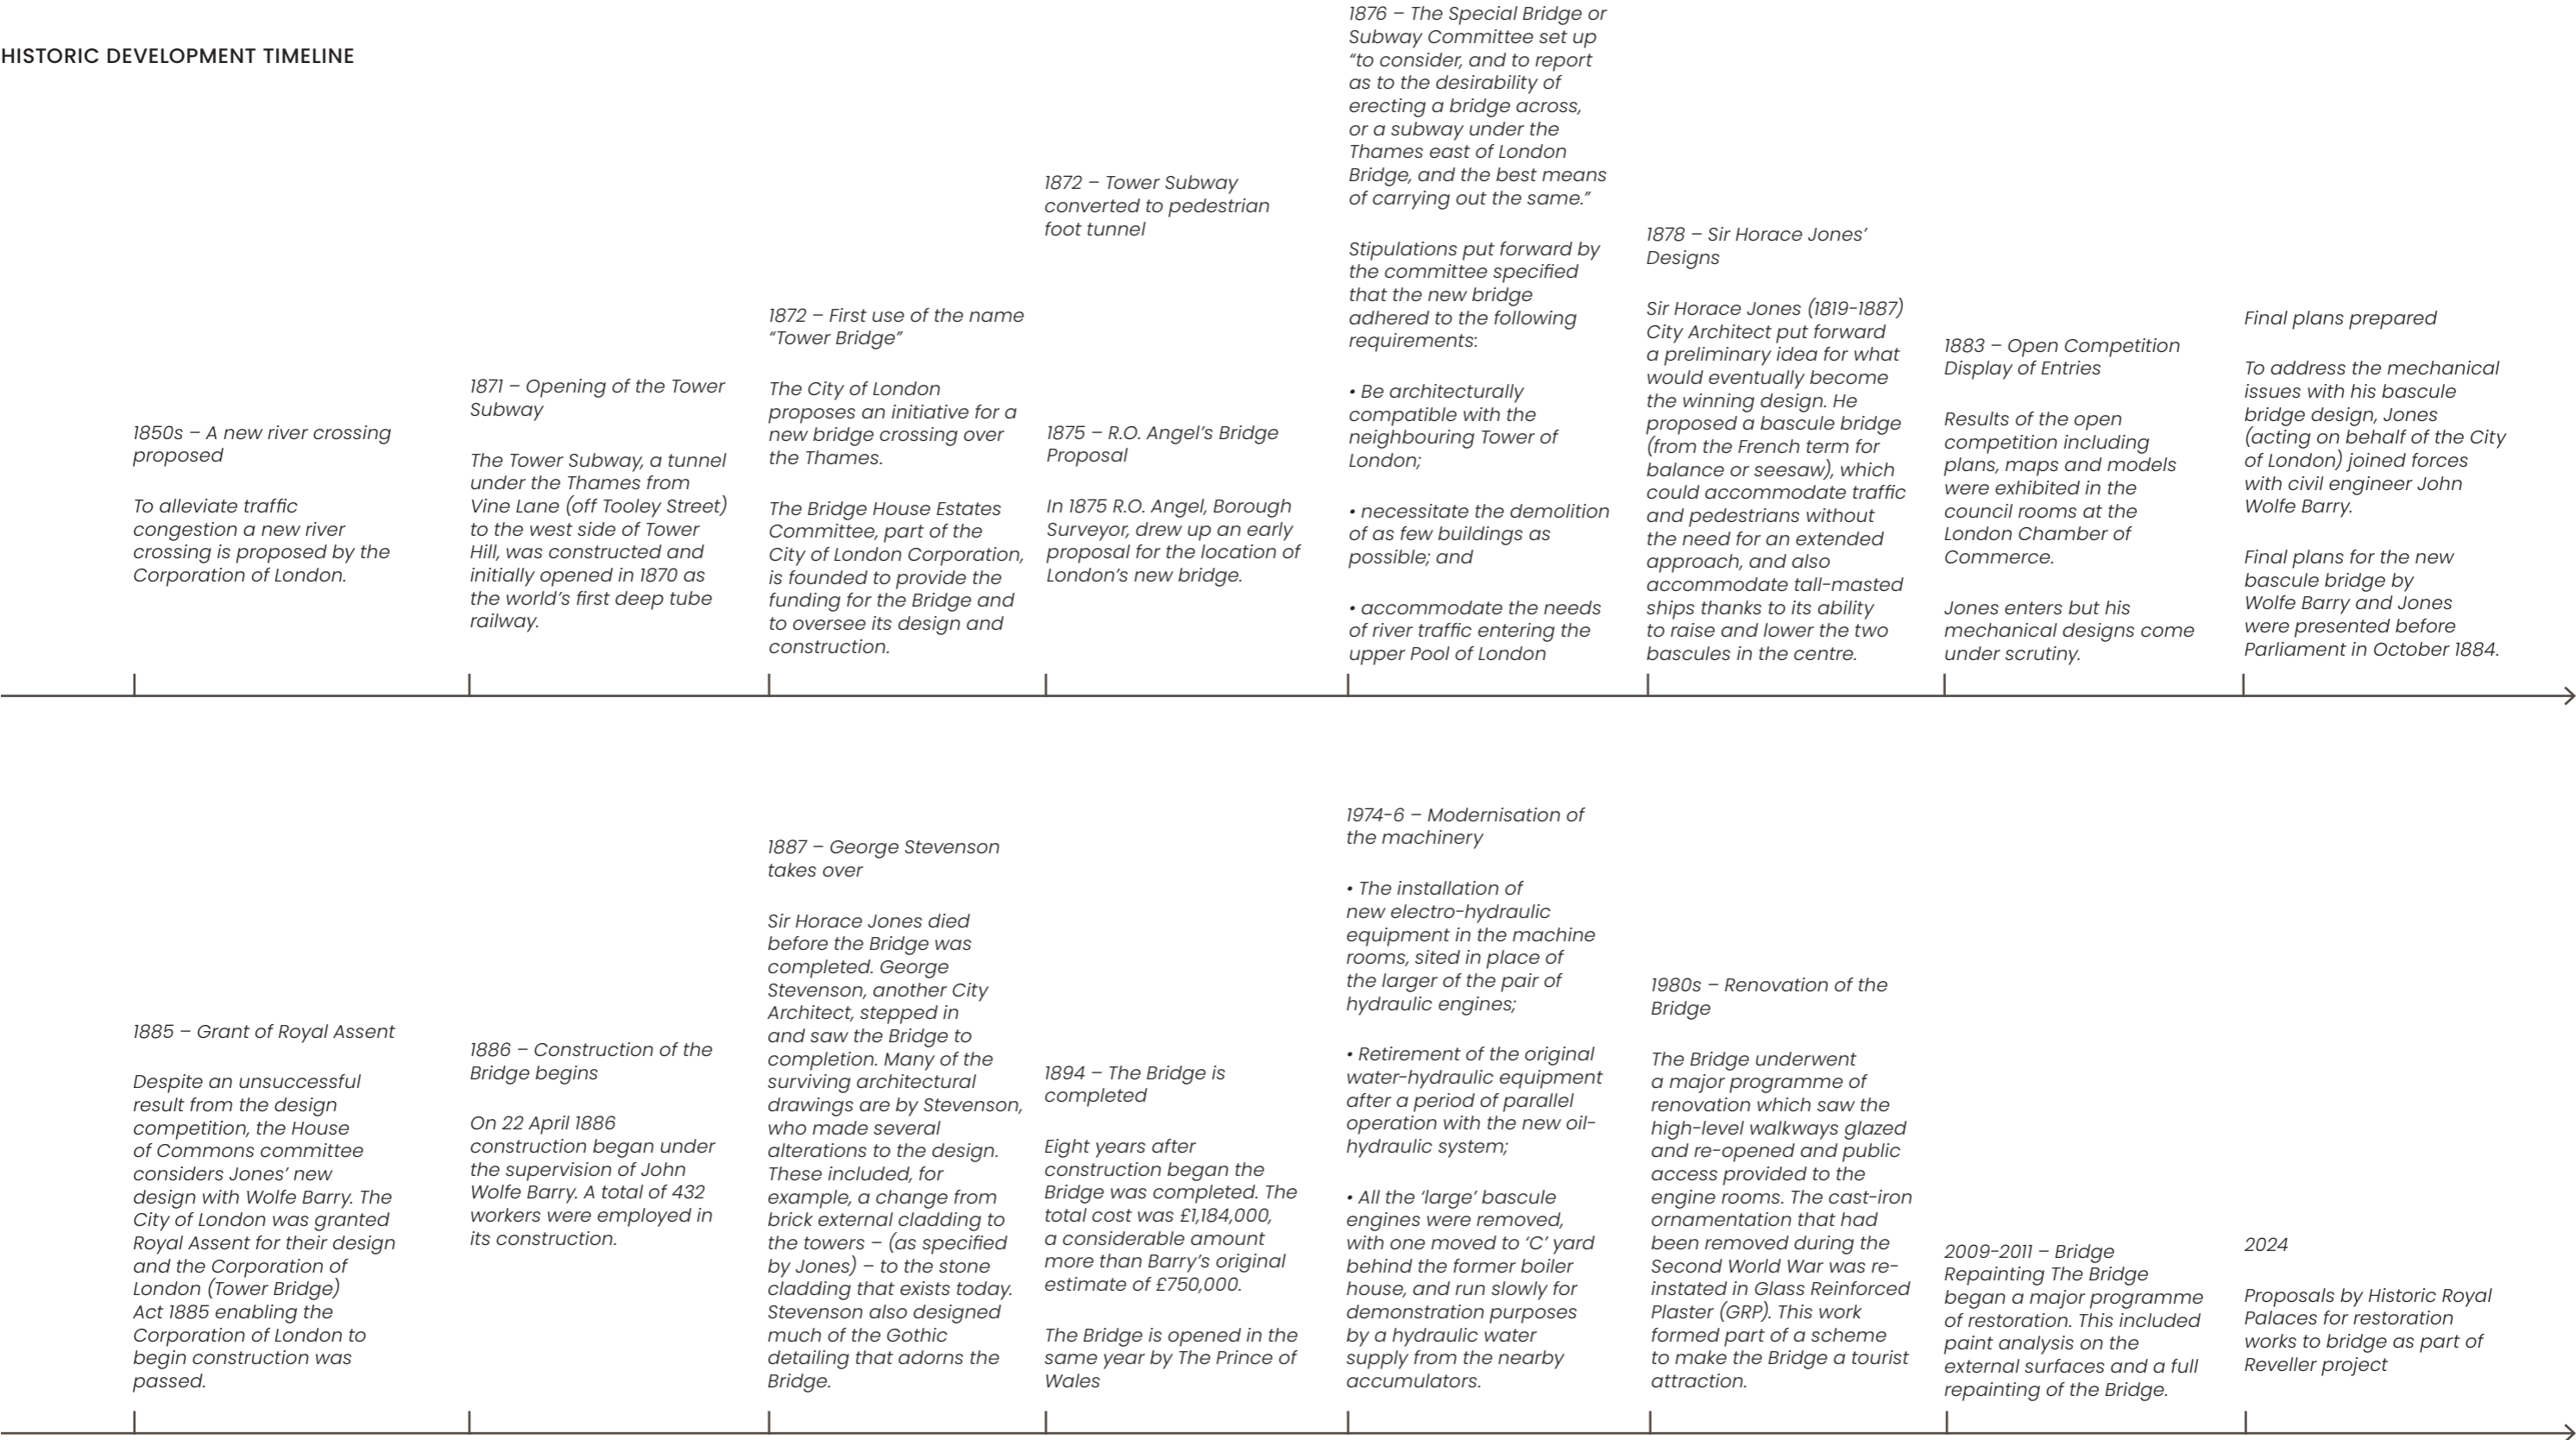 HISTORIC DEVELOPMENT TIMELINE
1850s – A new river crossing
proposed
To alleviate traffic
congestion a new river
crossing is proposed by the
Corporation of London.
1871 – Opening of the Tower
Subway
The Tower Subway, a tunnel
under the Thames from
Vine Lane (off Tooley Street)
to the west side of Tower
Hill, was constructed and
initially opened in 1870 as
the world’s first deep tube
railway.
1872 – First use of the name
“Tower Bridge”
The City of London
proposes an initiative for a
new bridge crossing over
the Thames.
The Bridge House Estates
Committee, part of the
City of London Corporation,
is founded to provide the
funding for the Bridge and
to oversee its design and
construction.
1872 – Tower Subway
converted to pedestrian
foot tunnel
1875 – R.O. Angel’s Bridge
Proposal
In 1875 R.O. Angel, Borough
Surveyor, drew up an early
proposal for the location of
London’s new bridge.
1876 – The Special Bridge or
Subway Committee set up
“to consider, and to report
as to the desirability of
erecting a bridge across,
or a subway under the
Thames east of London
Bridge, and the best means
of carrying out the same.”
Stipulations put forward by
the committee specified
that the new bridge
adhered to the following
requirements:
• Be architecturally
compatible with the
neighbouring Tower of
London;
• necessitate the demolition
of as few buildings as
possible; and
• accommodate the needs
of river traffic entering the
upper Pool of London
1878 – Sir Horace Jones’
Designs
Sir Horace Jones (1819-1887)
City Architect put forward
a preliminary idea for what
would eventually become
the winning design. He
proposed a bascule bridge
(from the French term for
balance or seesaw), which
could accommodate traffic
and pedestrians without
the need for an extended
approach, and also
accommodate tall-masted
ships thanks to its ability
to raise and lower the two
bascules in the centre.
1883 – Open Competition
Display of Entries
Results of the open
competition including
plans, maps and models
were exhibited in the
council rooms at the
London Chamber of
Commerce.
Jones enters but his
mechanical designs come
under scrutiny.
Final plans prepared
To address the mechanical
issues with his bascule
bridge design, Jones
(acting on behalf of the City
of London) joined forces
with civil engineer John
Wolfe Barry.
Final plans for the new
bascule bridge by
Wolfe Barry and Jones
were presented before
Parliament in October 1884.
1885 – Grant of Royal Assent
Despite an unsuccessful
result from the design
competition, the House
of Commons committee
considers Jones’ new
design with Wolfe Barry. The
City of London was granted
Royal Assent for their design
and the Corporation of
London (Tower Bridge)
Act 1885 enabling the
Corporation of London to
begin construction was
passed.
1886 – Construction of the
Bridge begins
On 22 April 1886
construction began under
the supervision of John
Wolfe Barry. A total of 432
workers were employed in
its construction.
1887 – George Stevenson
takes over
Sir Horace Jones died
before the Bridge was
completed. George
Stevenson, another City
Architect, stepped in
and saw the Bridge to
completion. Many of the
surviving architectural
drawings are by Stevenson,
who made several
alterations to the design.
These included, for
example, a change from
brick external cladding to
the towers – (as specified
by Jones) – to the stone
cladding that exists today.
Stevenson also designed
much of the Gothic
detailing that adorns the
Bridge.
1894 – The Bridge is
completed
Eight years after
construction began the
Bridge was completed. The
total cost was £1,184,000,
a considerable amount
more than Barry’s original
estimate of £750,000.
The Bridge is opened in the
same year by The Prince of
Wales
1974-6 – Modernisation of
the machinery
• The installation of
new electro-hydraulic
equipment in the machine
rooms, sited in place of
the larger of the pair of
hydraulic engines;
• Retirement of the original
water-hydraulic equipment
after a period of parallel
operation with the new oil-
hydraulic system;
• All the ‘large’ bascule
engines were removed,
with one moved to ‘C’ yard
behind the former boiler
house, and run slowly for
demonstration purposes
by a hydraulic water
supply from the nearby
accumulators.
1980s – Renovation of the
Bridge
The Bridge underwent
a major programme of
renovation which saw the
high-level walkways glazed
and re-opened and public
access provided to the
engine rooms. The cast-iron
ornamentation that had
been removed during the
Second World War was re-
instated in Glass Reinforced
Plaster (GRP). This work
formed part of a scheme
to make the Bridge a tourist
attraction.
2009-2011 – Bridge
Repainting The Bridge
began a major programme
of restoration. This included
paint analysis on the
external surfaces and a full
repainting of the Bridge.
2024
Proposals by Historic Royal
Palaces for restoration
works to bridge as part of
Reveller project